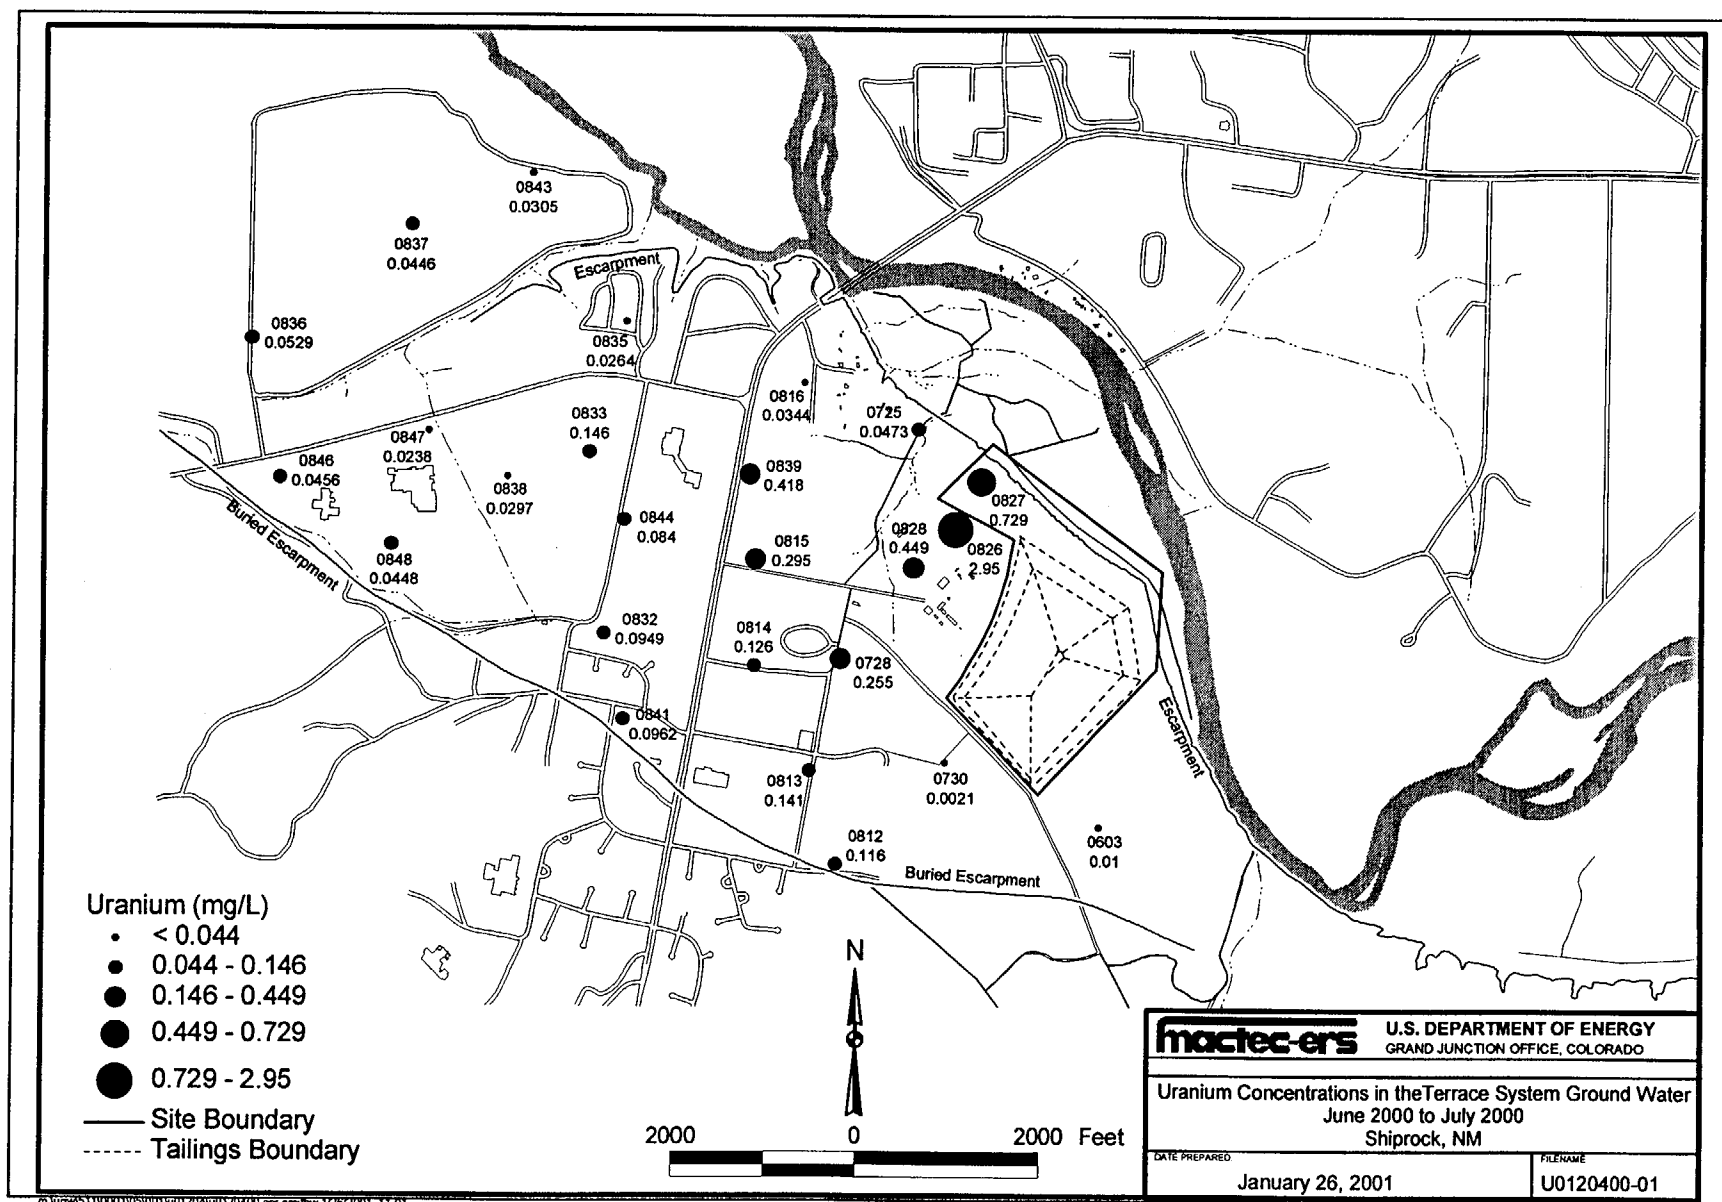 0843
0.0305
0837
0.0446
Escarpment
0836
0.0529
0835
0.0264
0816
0.0344
0725
0.0473
0833
0.146
0847
0.0238
0846
0.0456
0838
0.0297
0839
0.418
0827
0.729
0828
0.449
0826
2.95
0844
0.084
0815
0.295
0848
0.0448
Buried Escarpment
0832
0.0949
0814
0.126
0728
0.255
0841
0.0962
Escarpment
0813
0.141
0730
0.0021
0812
0.116
0603
0.01
Buried Escarpment
Uranium (mg/L)
< 0.044
0.044 - 0.146
0.146 - 0.449
0.449 - 0.729
0.729 - 2.95
Site Boundary
Tailings Boundary
N
2000 0 2000 Feet
mactec-ers
U.S. DEPARTMENT OF ENERGY
GRAND JUNCTION OFFICE, COLORADO
Uranium Concentrations in theTerrace System Ground Water
June 2000 to July 2000
Shiprock, NM
DATE PREPARED:
January 26, 2001
FILENAME
U0120400-01